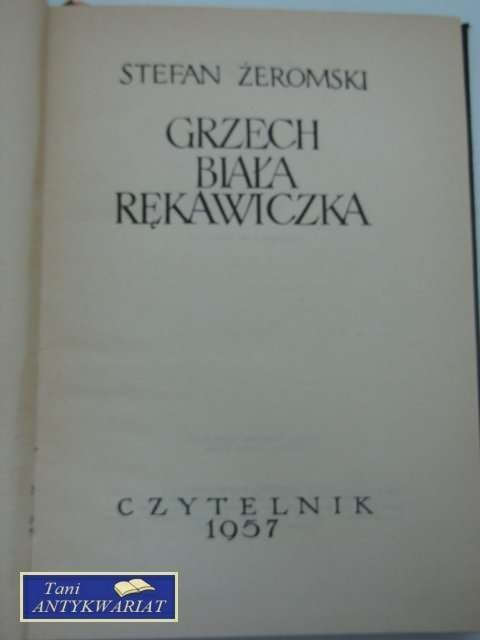 STEFAN ŻEROMSKI
GRZECH
BIAŁA
RĘKAWICZKA
CZYTELNIK
1957
Tani
ANTYKWARIAT